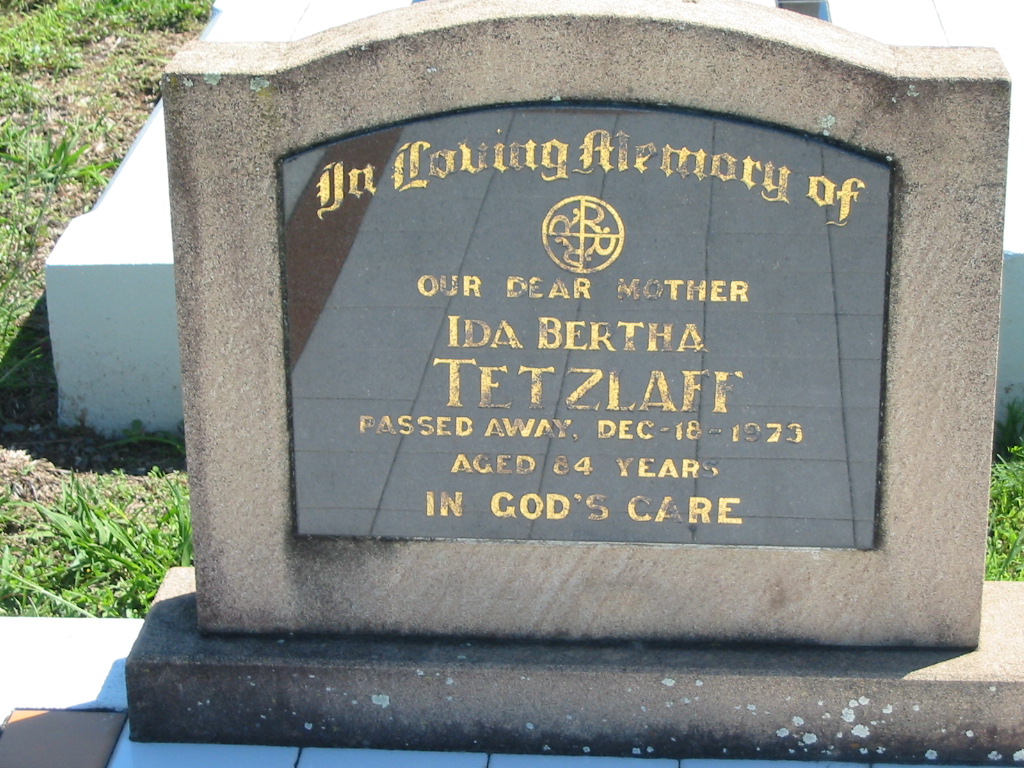 In Loving Memory of
OUR DEAR MOTHER
IDA BERTHA
TETZLAFF
PASSED AWAY, DEC-18-1973
AGED 84 YEARS
IN GOD'S CARE